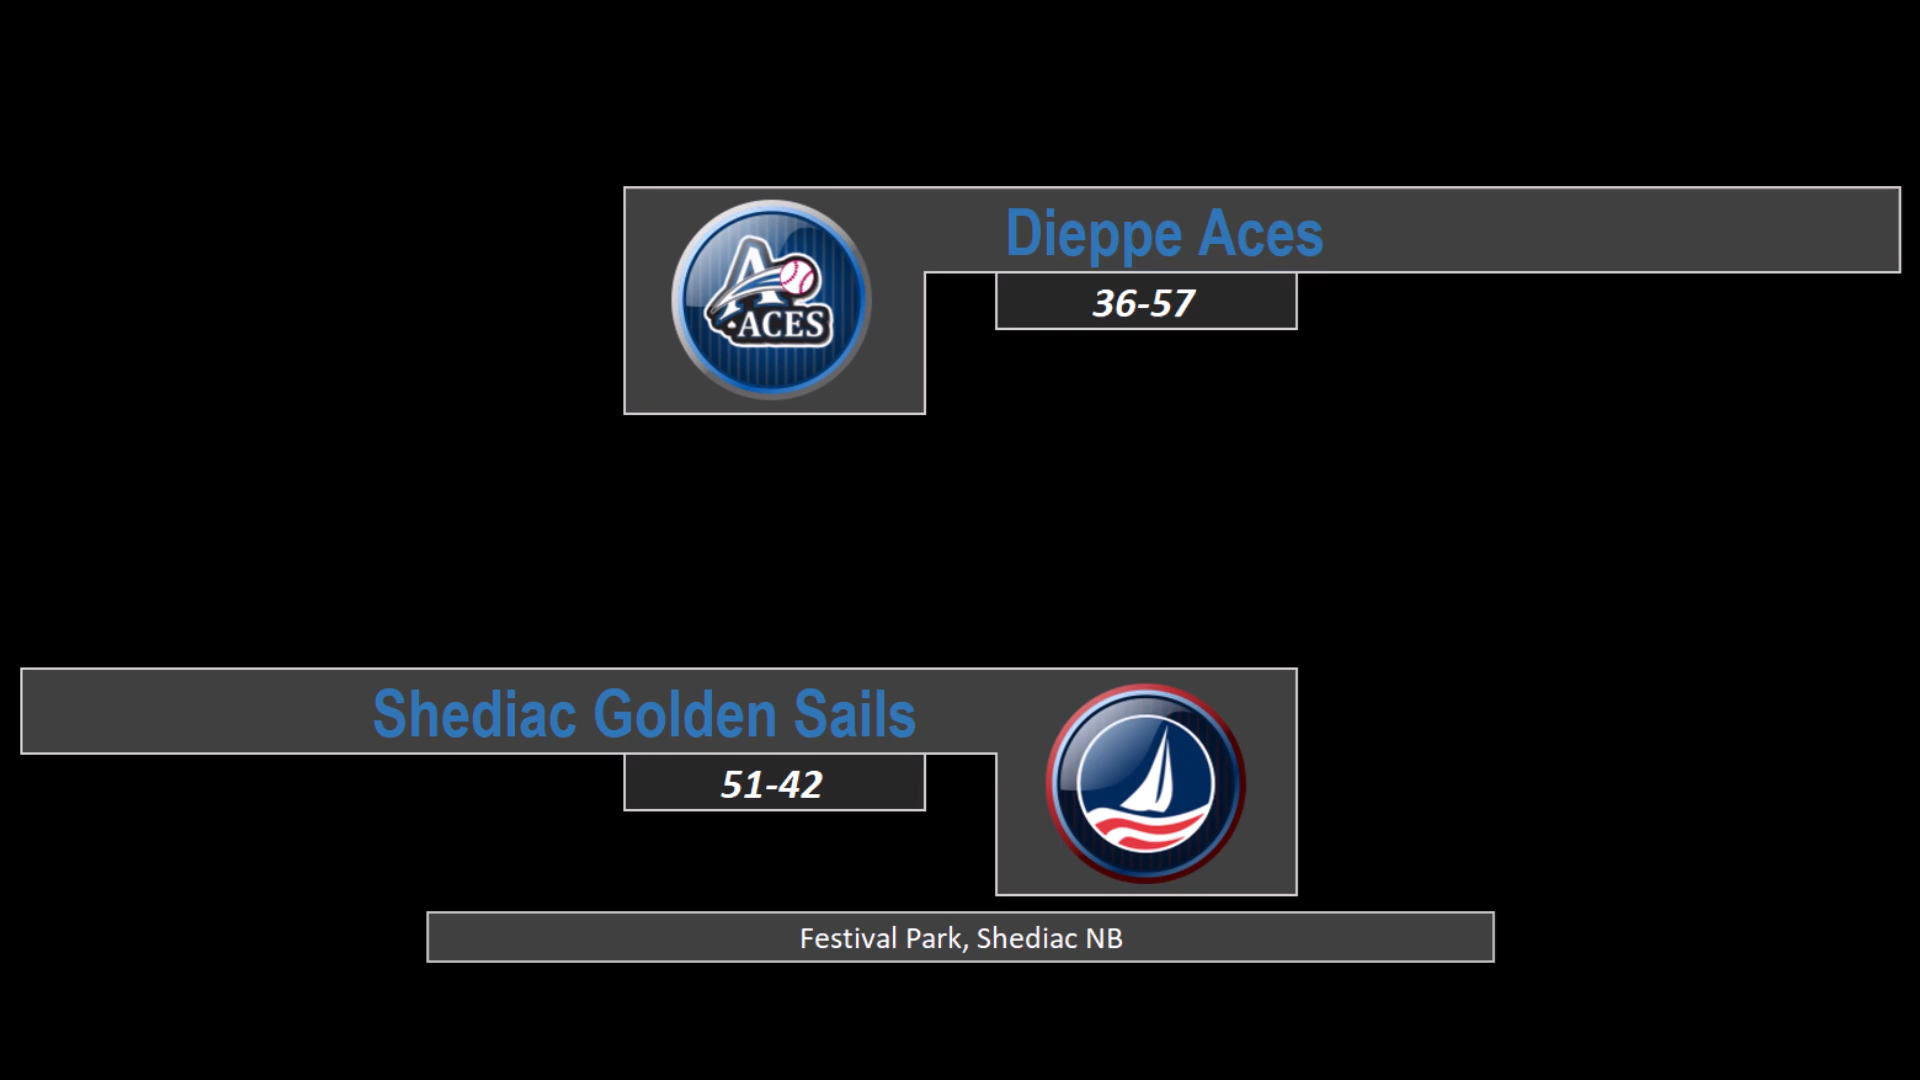 Dieppe Aces
36-57
A
ACES
Shediac Golden Sails
51-42
Festival Park, Shediac NB